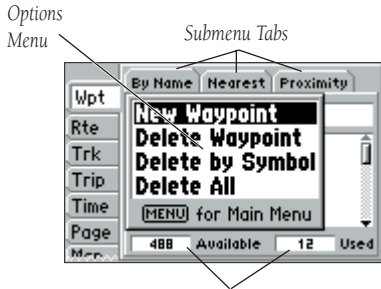 Options
Menu
Submenu Tabs
By Name Nearest Proximity
Wpt
Rte
Trk
Trip
Time
Page
New Waypoint
Delete Waypoint
Delete by Symbol
Delete All
MENU for Main Menu
488 Available 12 Used